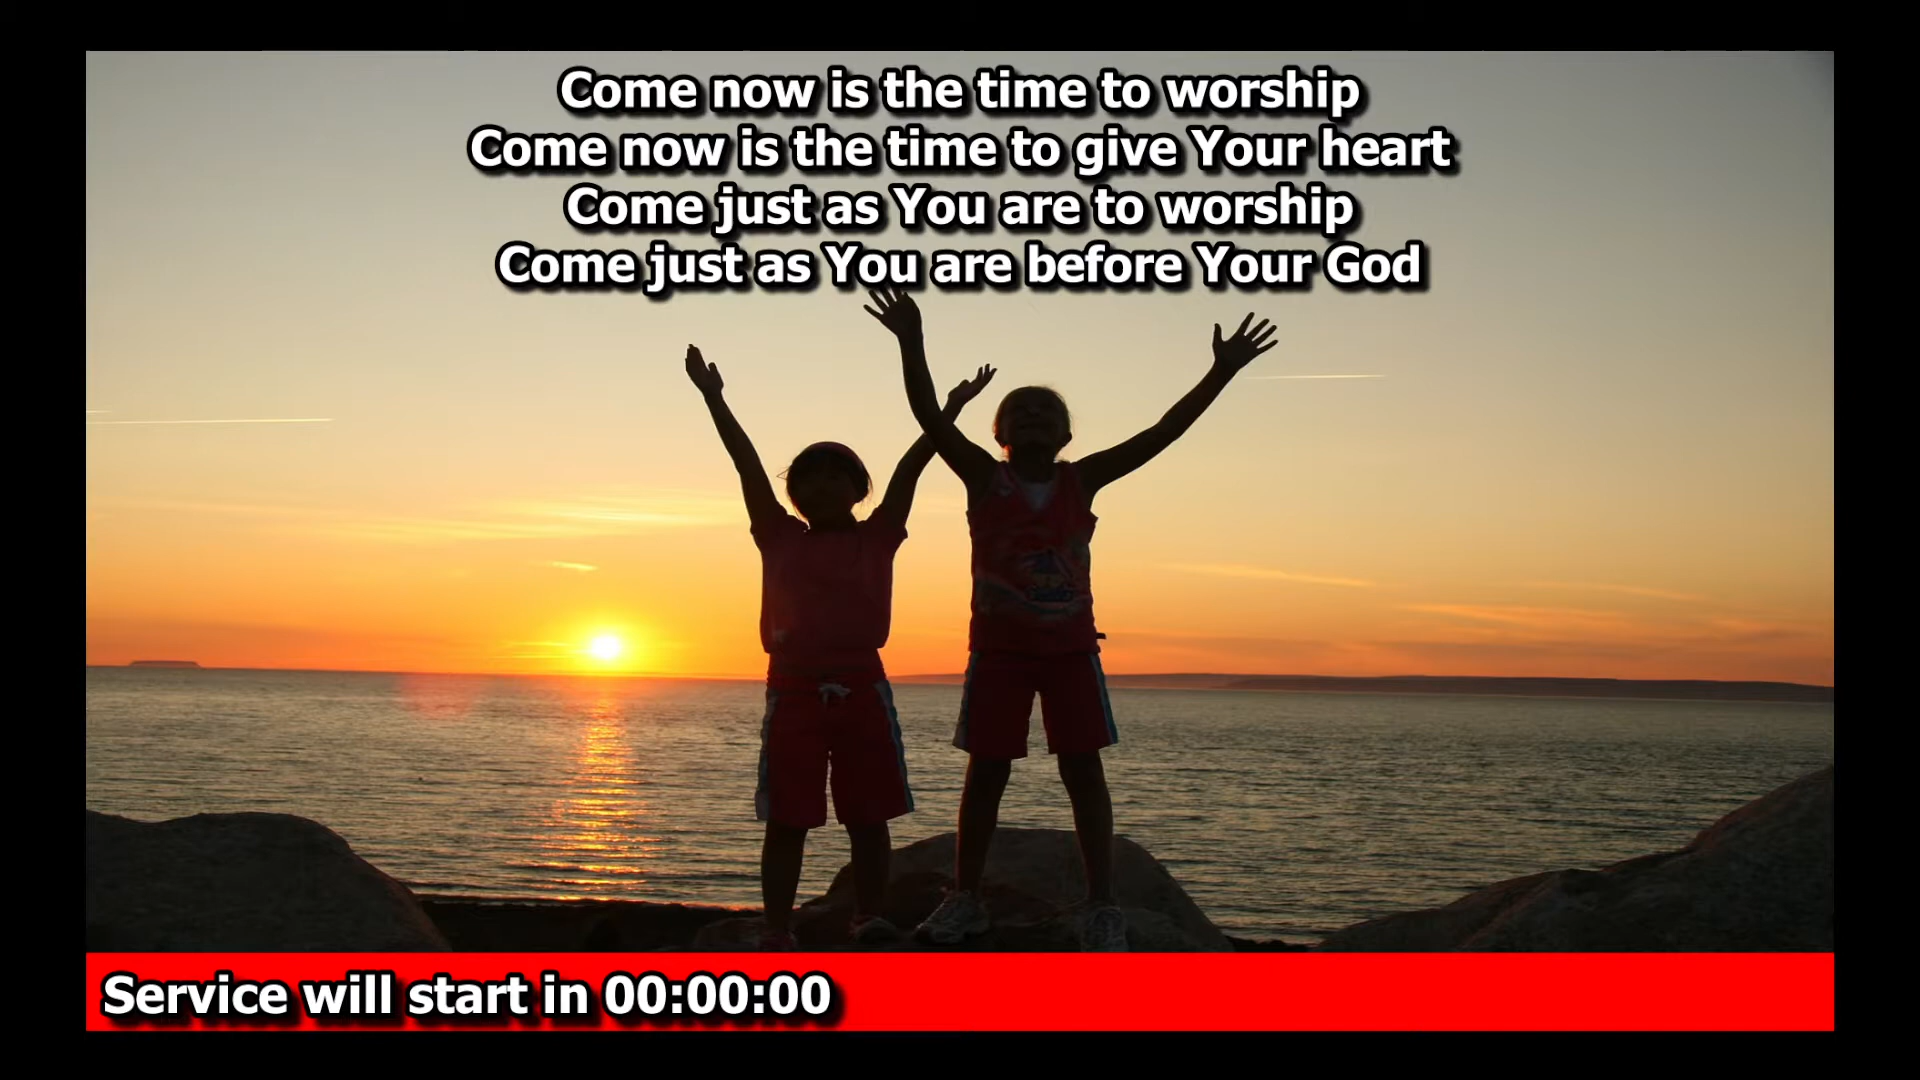 Come now is the time to worship
Come now is the time to give Your heart
Come just as You are to worship
Come just as You are before Your God
Service will start in 00:00:00